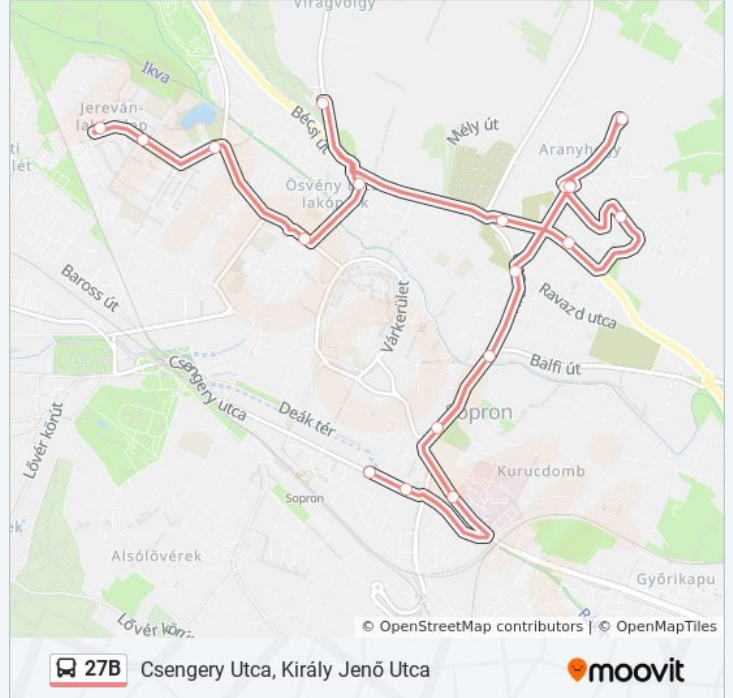 Virágvölgy
Ikva
Jereván-
Bécsi út
Mély út
Aranyhegy
Ösvény
lakópark
Baross út
Várkerület
Ravazd utca
Balfi út
Csengery utca
Deák tér
Sopron
Lővér körút
Kurucdomb
Sopron
Alsólövérek
Győrikapu
Lővér körút
© OpenStreetMap contributors | © OpenMapTiles
27B Csengery Utca, Király Jenő Utca
moovit